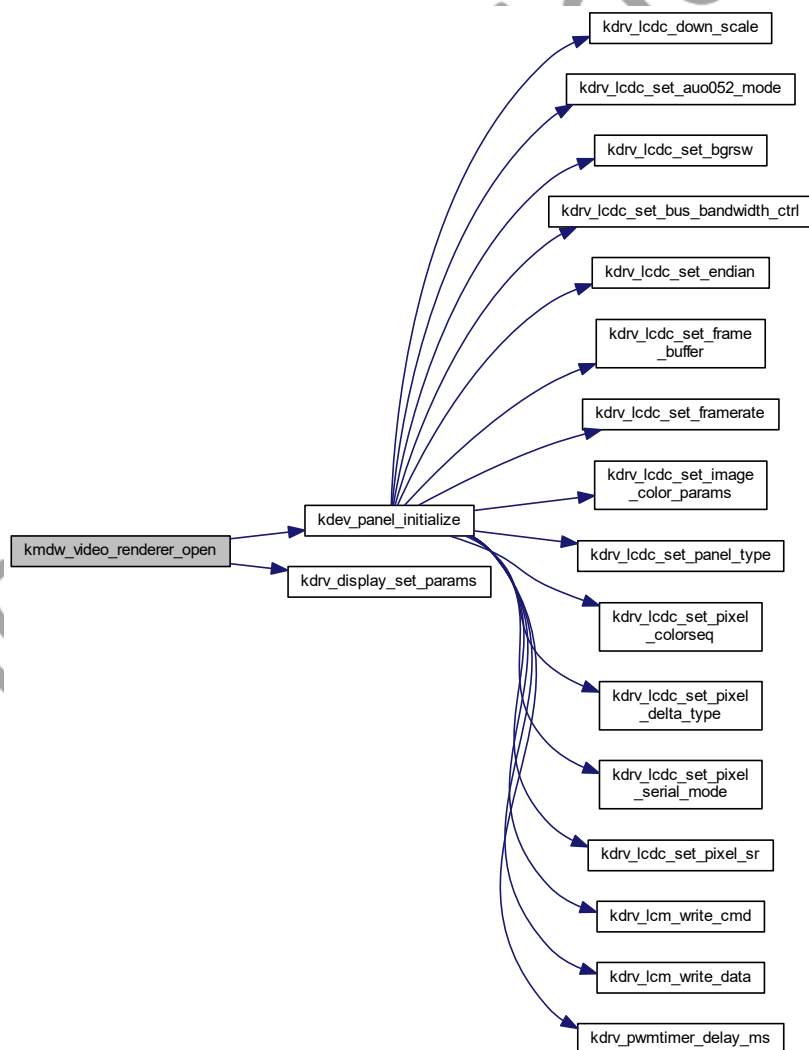 kdrv_lcdc_down_scale
kdrv_lcdc_set_auo052_mode
kdrv_lcdc_set_bgrsw
kdrv_lcdc_set_bus_bandwidth_ctrl
kdrv_lcdc_set_endian
kdrv_lcdc_set_frame
_buffer
kdrv_lcdc_set_framerate
kdrv_lcdc_set_image
_color_params
kdev_panel_initialize
kmdw_video_renderer_open
kdrv_lcdc_set_panel_type
kdrv_display_set_params
kdrv_lcdc_set_pixel
_colorseq
kdrv_lcdc_set_pixel
_delta_type
kdrv_lcdc_set_pixel
_serial_mode
kdrv_lcdc_set_pixel_sr
kdrv_lcm_write_cmd
kdrv_lcm_write_data
kdrv_pwmtimer_delay_ms